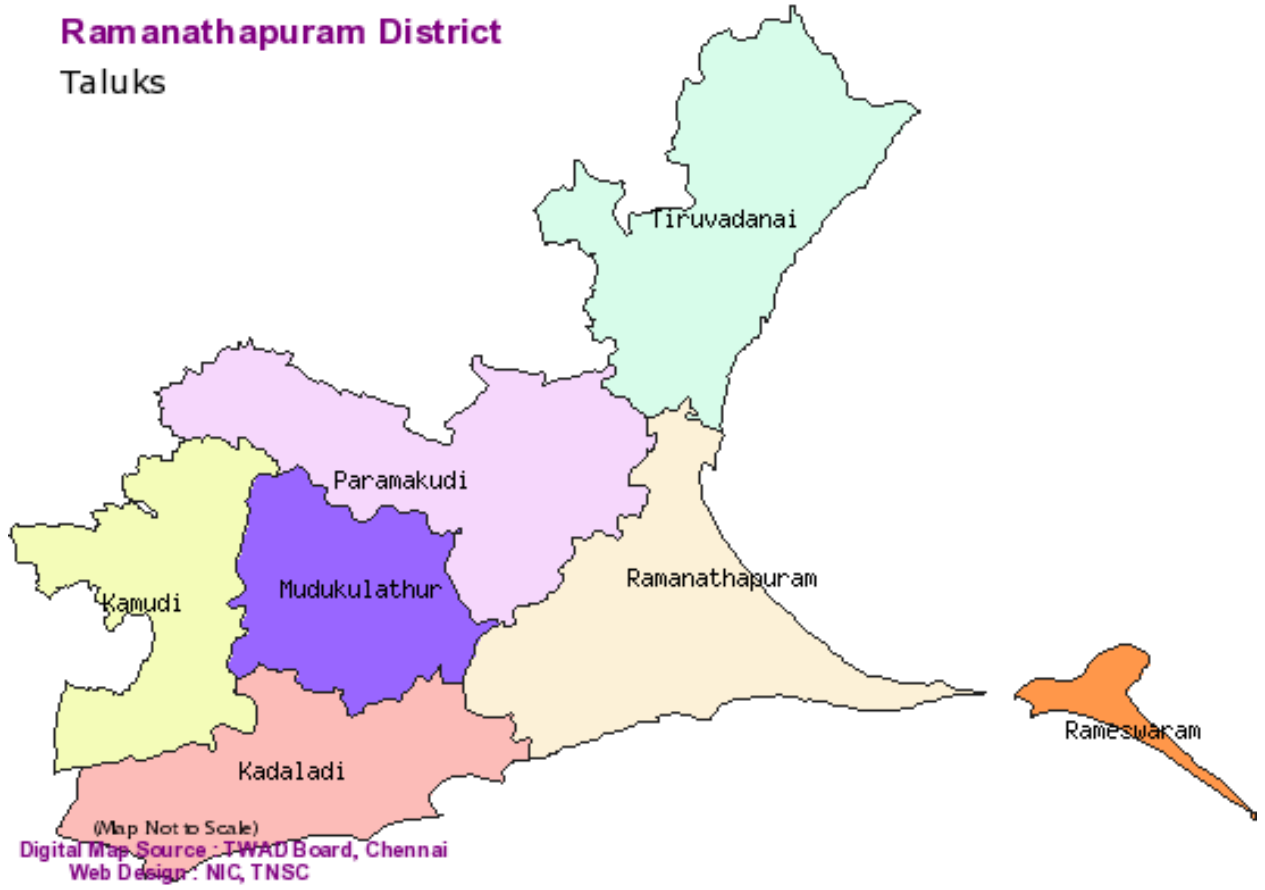 Ramanathapuram District
Taluks
Tiruvadanai
Paramakudi
Ramanathapuram
Mudukulathur
Kamudi
Rameswaram
Kadaladi
(Map Not to Scale)
Digital Map Source : TWAD Board, Chennai
Web Design : NIC, TNSC